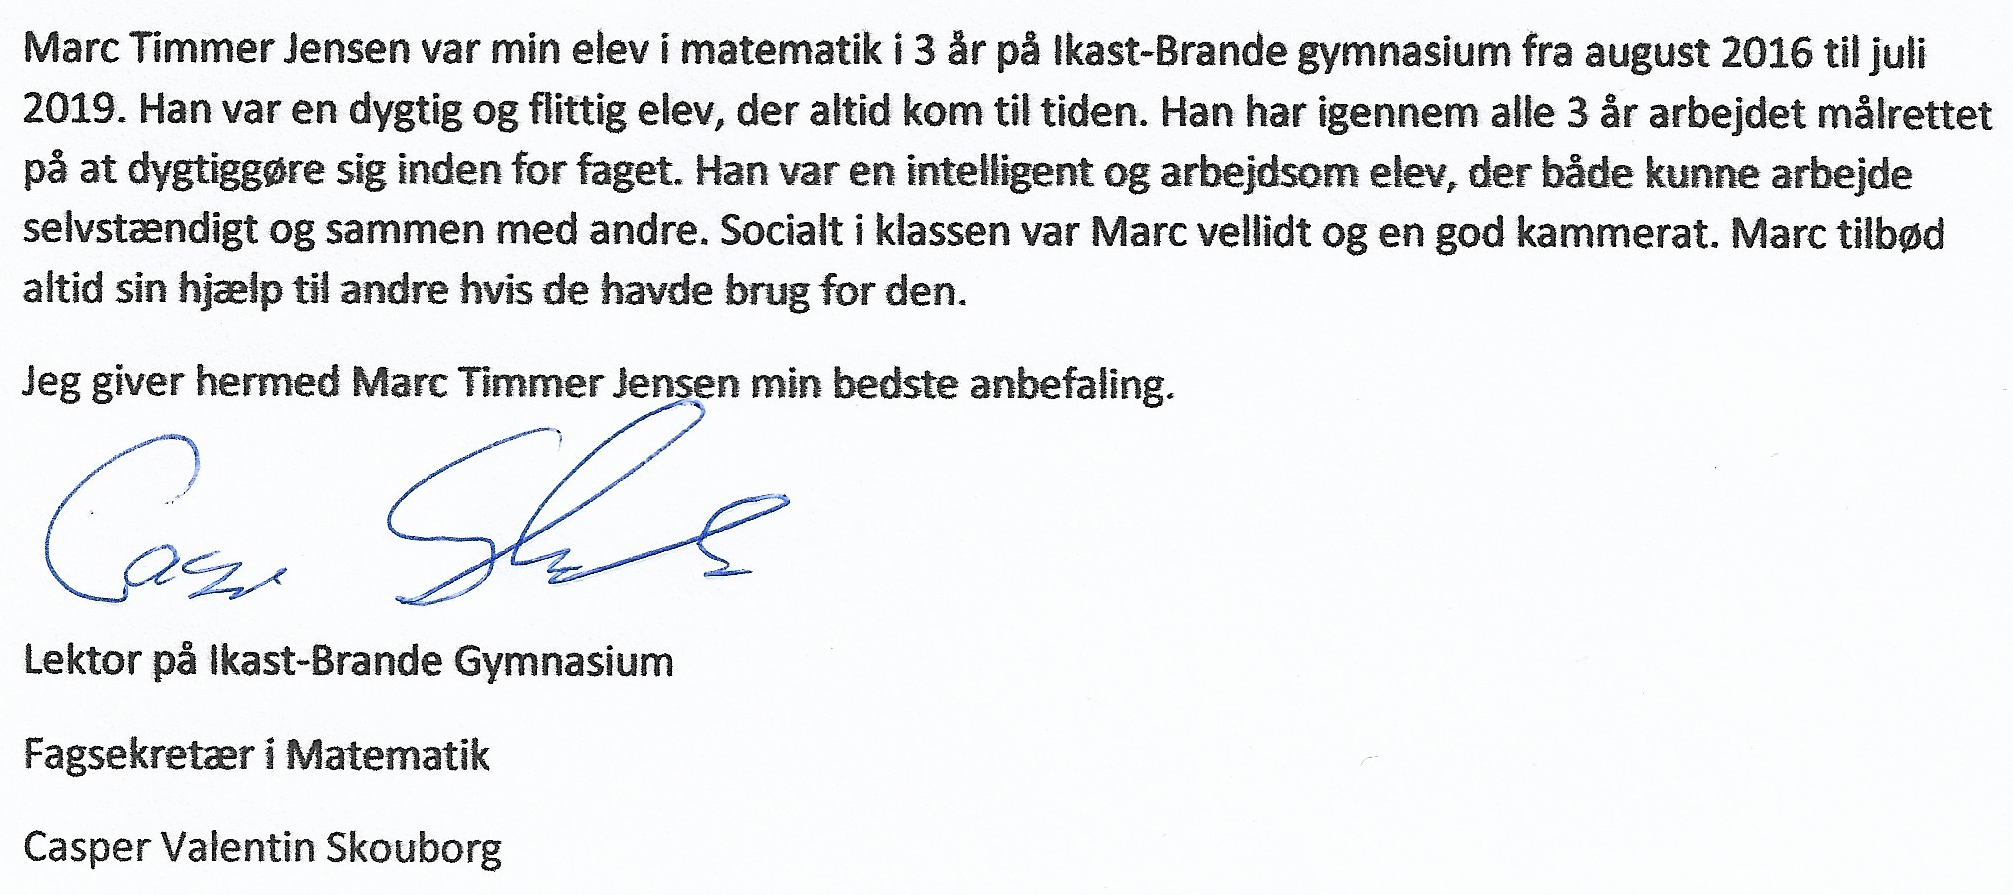 Marc Timmer Jensen var min elev i matematik i 3 år på Ikast-Brande gymnasium fra august 2016 til juli
2019. Han var en dygtig og flittig elev, der altid kom til tiden. Han har igennem alle 3 år arbejdet målrettet
på at dygtiggøre sig inden for faget. Han var en intelligent og arbejdsom elev, der både kunne arbejde
selvstændigt og sammen med andre. Socialt i klassen var Marc vellidt og en god kammerat. Marc tilbød
altid sin hjælp til andre hvis de havde brug for den.
Jeg giver hermed Marc Timmer Jensen min bedste anbefaling.
Lektor på Ikast-Brande Gymnasium
Fagsekretær i Matematik
Casper Valentin Skouborg